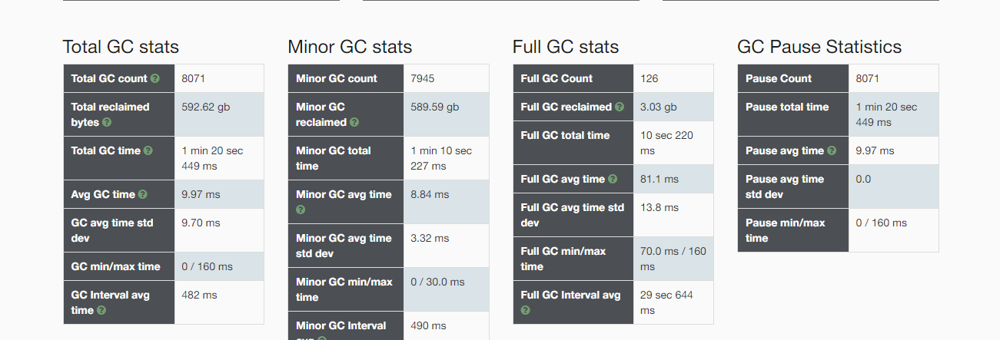 Total GC stats
Total GC count 8071
Total reclaimed
bytes 592.62 gb
Total GC time 1 min 20 sec
449 ms
Avg GC time 9.97 ms
GC avg time std
dev 9.70 ms
GC min/max time 0 / 160 ms
GC Interval avg
time 482 ms
Minor GC stats
Minor GC count 7945
Minor GC
reclaimed 589.59 gb
Minor GC total
time 1 min 10 sec
227 ms
Minor GC avg time 8.84 ms
Minor GC avg time
std dev 3.32 ms
Minor GC min/max
time 0 / 30.0 ms
Minor GC Interval 490 ms
avg
Full GC stats
Full GC Count 126
Full GC reclaimed 3.03 gb
Full GC total time 10 sec 220
ms
Full GC avg time 81.1 ms
Full GC avg time std
dev 13.8 ms
Full GC min/max
time 70.0 ms / 160
ms
Full GC Interval avg 29 sec 644
ms
GC Pause Statistics
Pause Count 8071
Pause total time 1 min 20 sec
449 ms
Pause avg time 9.97 ms
Pause avg time
std dev 0.0
Pause min/max
time 0 / 160 ms